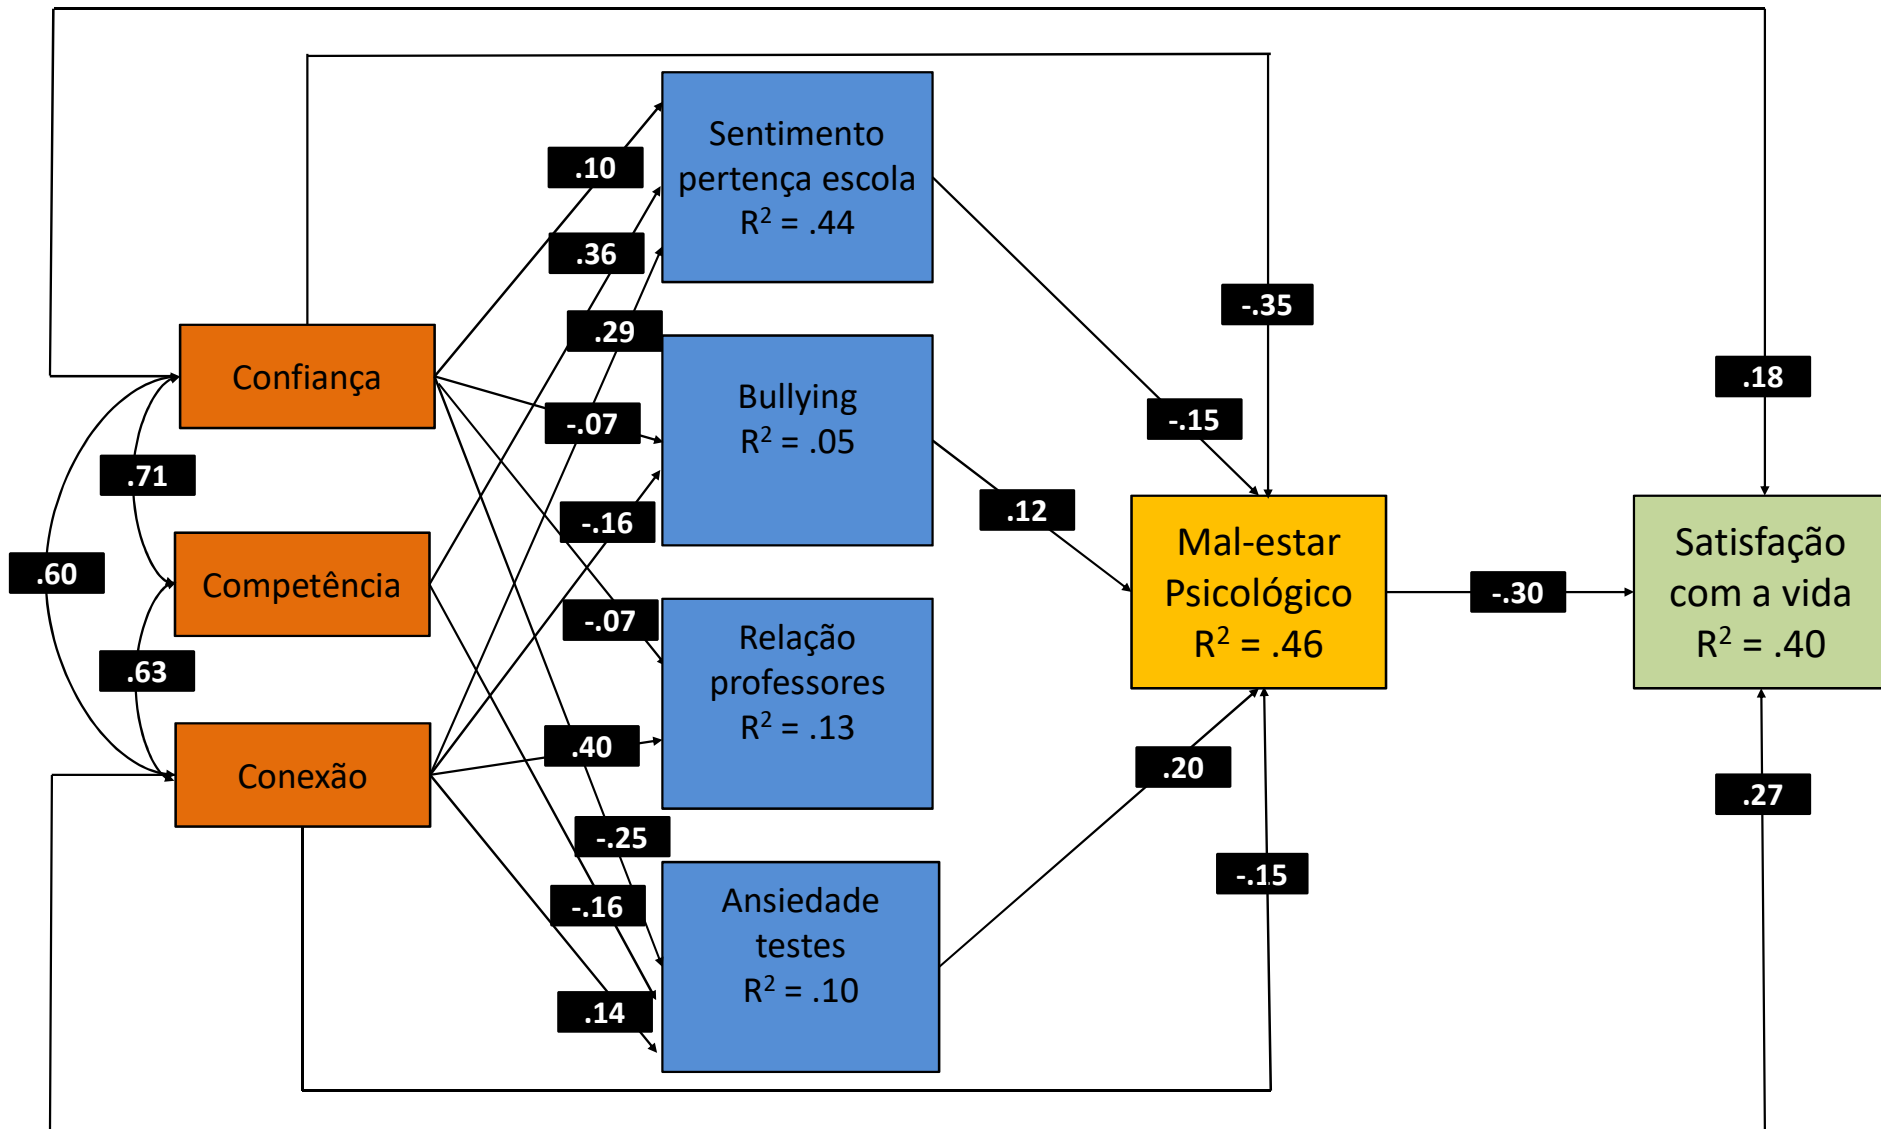 .10
Sentimento
pertença escola
R² = .44
.36
.29
-.35
Confiança
Bullying
R² = .05
-.07
-.15
.18
.71
-.16
.12
.60
Competência
Mal-estar
Psicológico
R² = .46
-.30
Satisfação
com a vida
R² = .40
.63
-.07
Relação
professores
R² = .13
Conexão
.40
.20
.27
-.25
-.16
-.15
Ansiedade
testes
R² = .10
.14